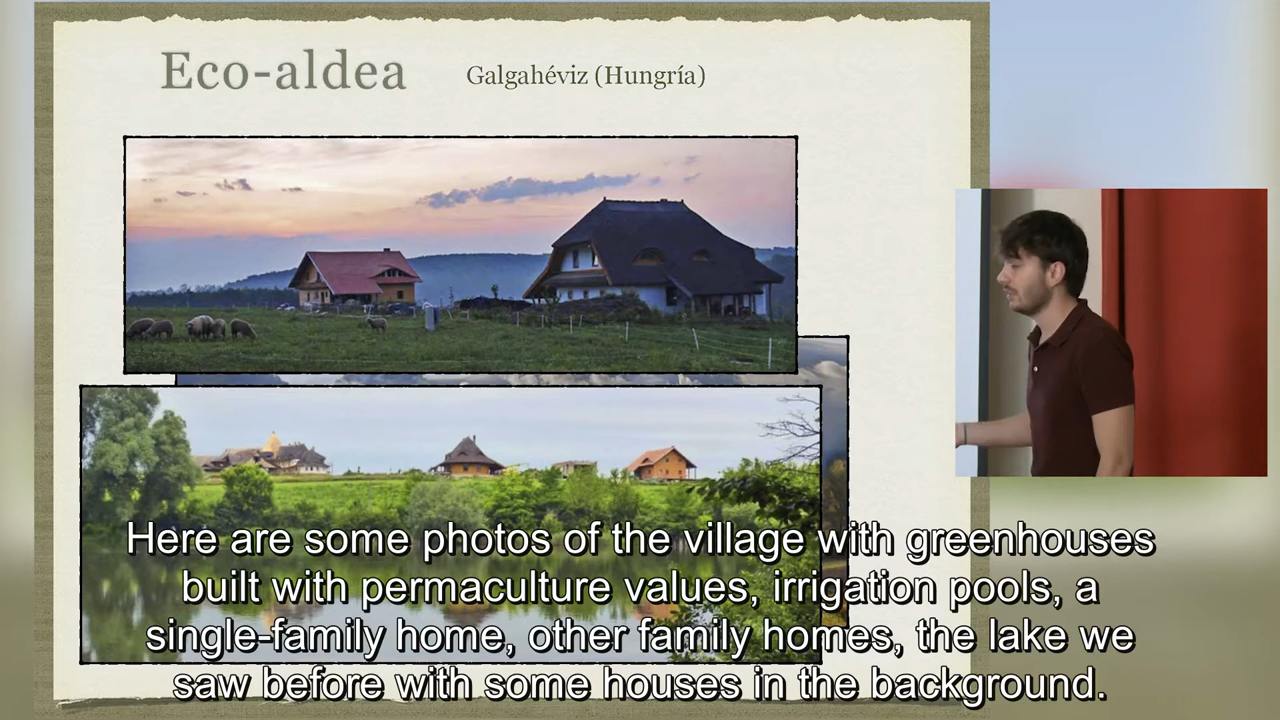 Eco-aldea
Galgahéviz (Hungría)
Here are some photos of the village with greenhouses
built with permaculture values, irrigation pools, a
single-family home, other family homes, the lake we
saw before with some houses in the background.